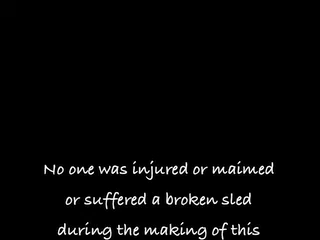 No one was injured or maimed
or suffered a broken sled
during the making of this